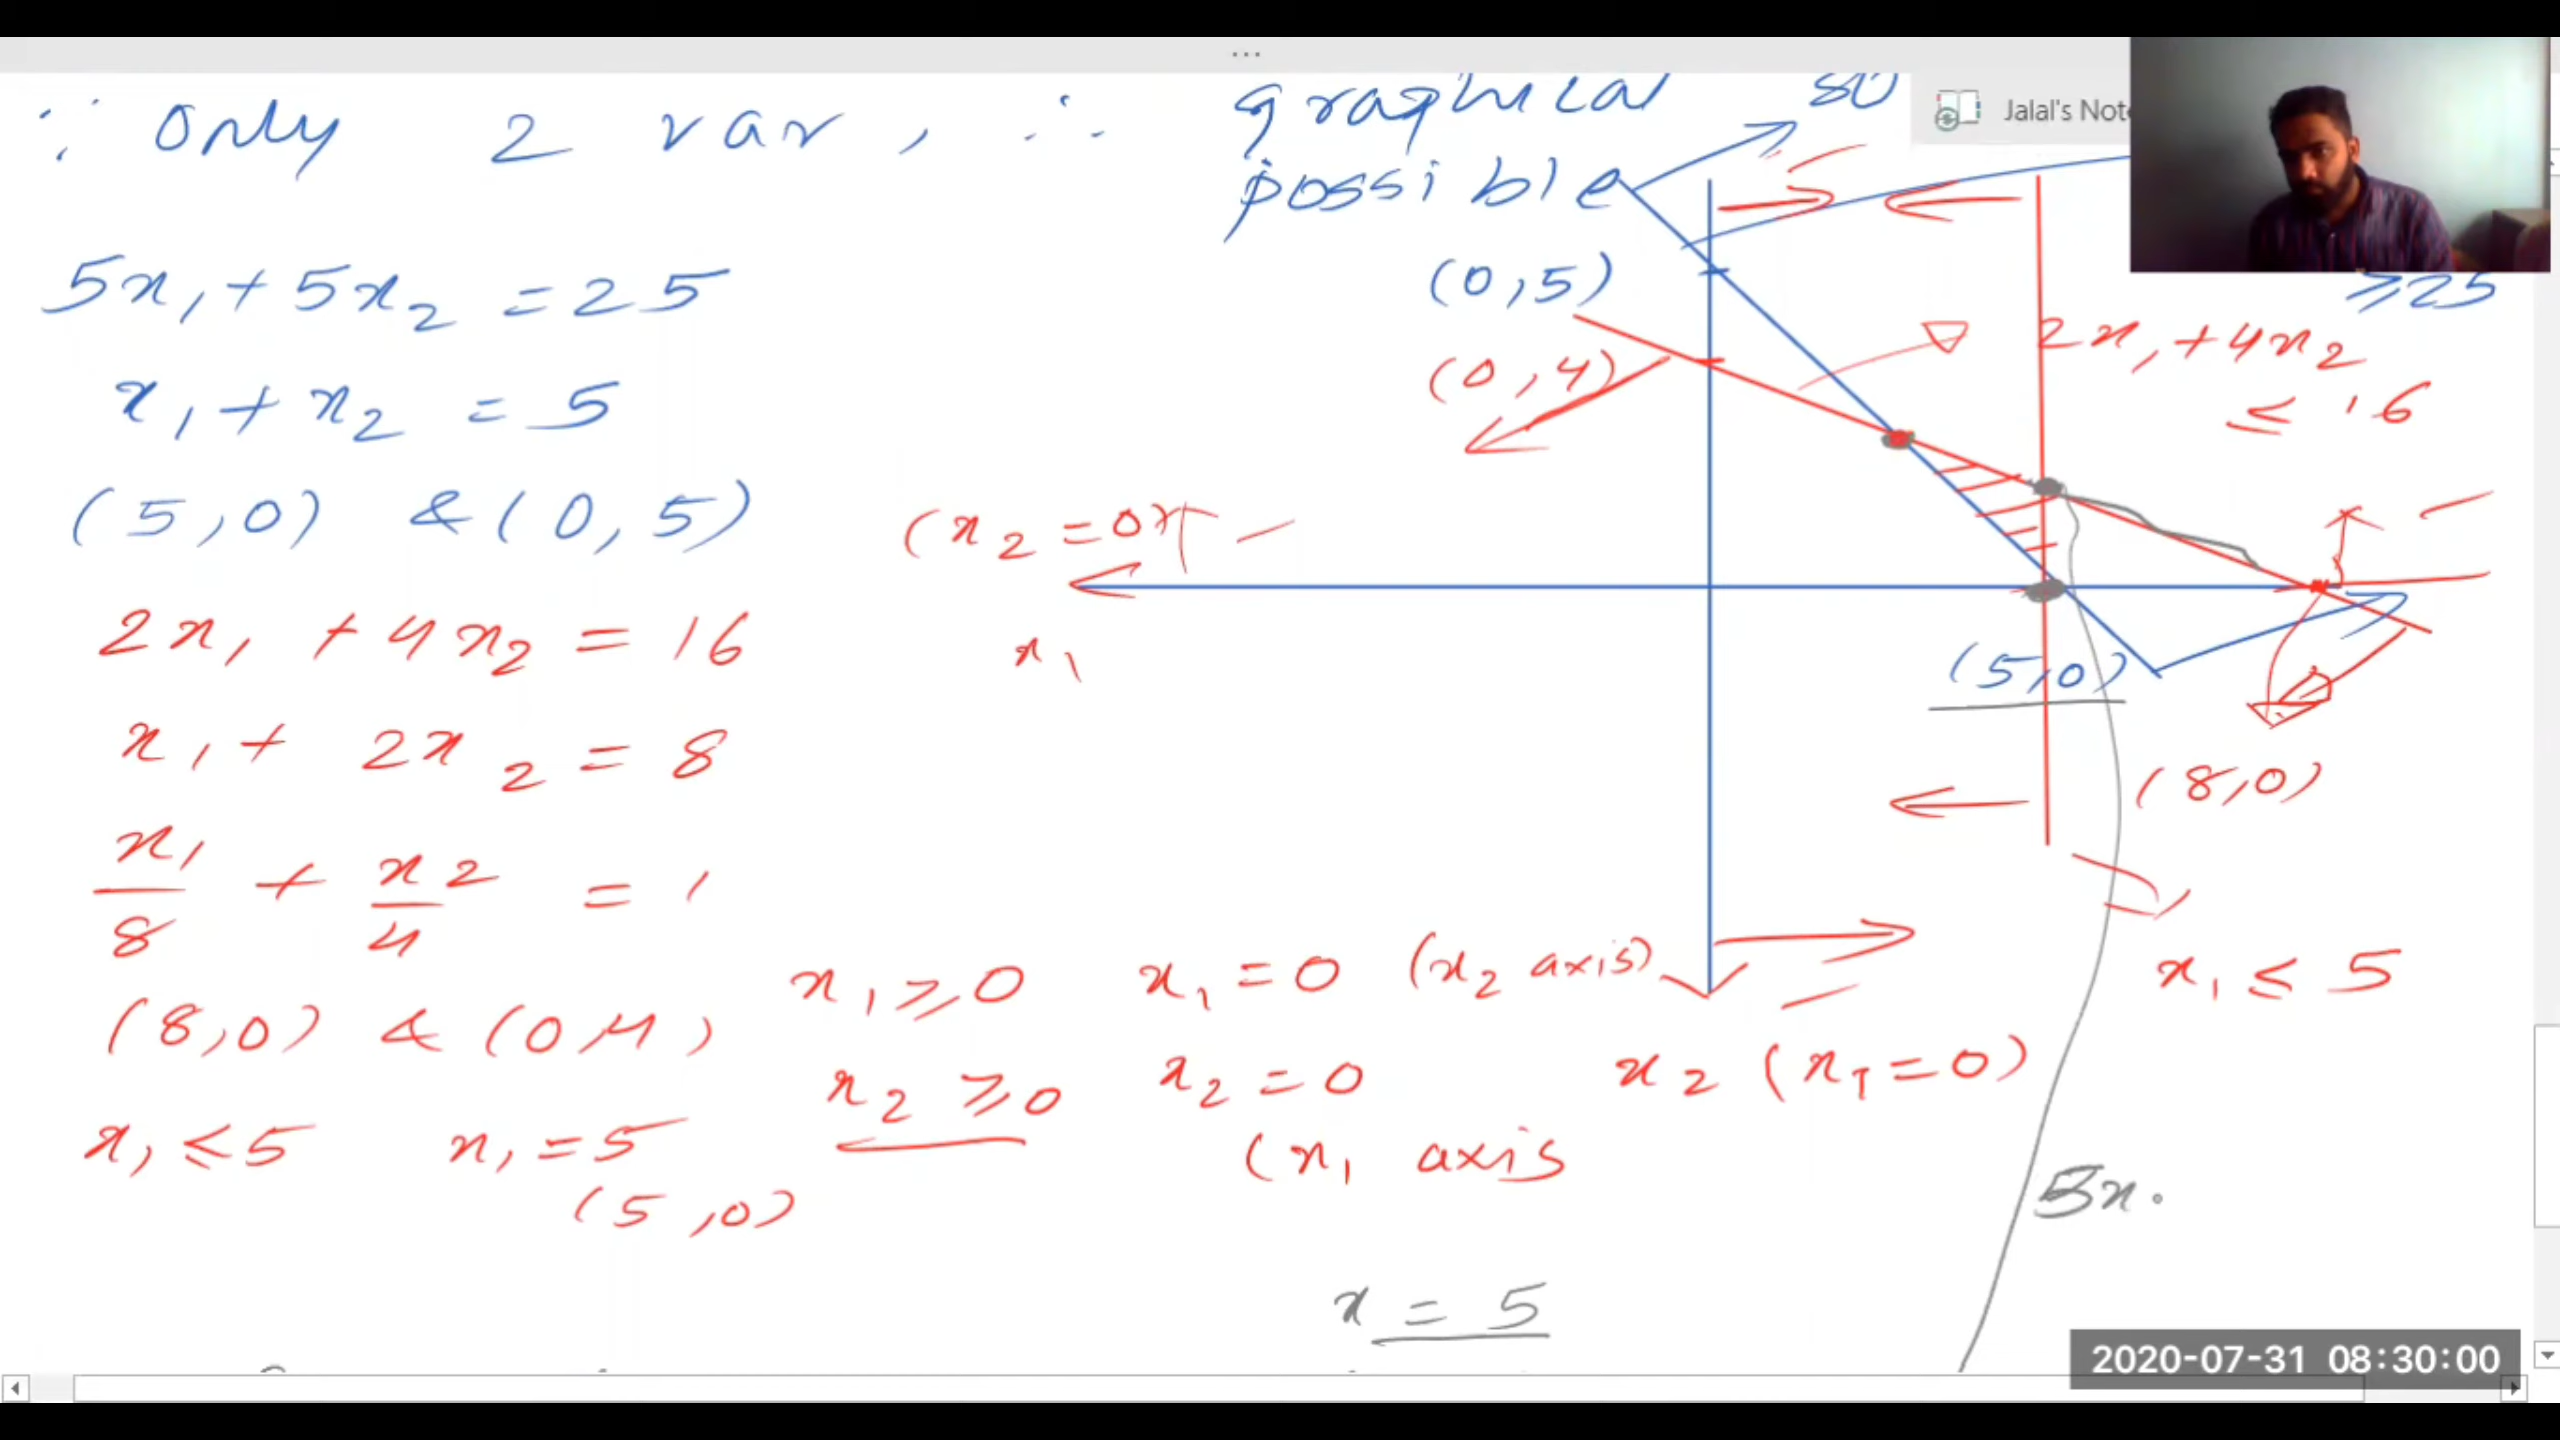 ∵ only 2 var, ∴ graphical
possible
50
Jalal's Not
5x₁ + 5x₂ = 25
x₁ + x₂ = 5
(5,0) & (0,5)
2x₁ + 4x₂ = 16
x₁ + 2x₂ = 8
x₁/8 + x₂/4 = 1
(8,0) & (0,4)
x₁ ≤ 5 x₁ = 5
(5,0)
x₁ ≥ 0 x₁ = 0 (x₂ axis)
x₂ ≥ 0 x₂ = 0
(x₁ axis
(0,5)
(0,4)
≥ 25
2x₁ + 4x₂
≤ 16
(x₂ = 0)
x₁
(5,0)
(8,0)
x₁ ≤ 5
x₂ (x₁ = 0)
x = 5
2020-07-31 08:30:00